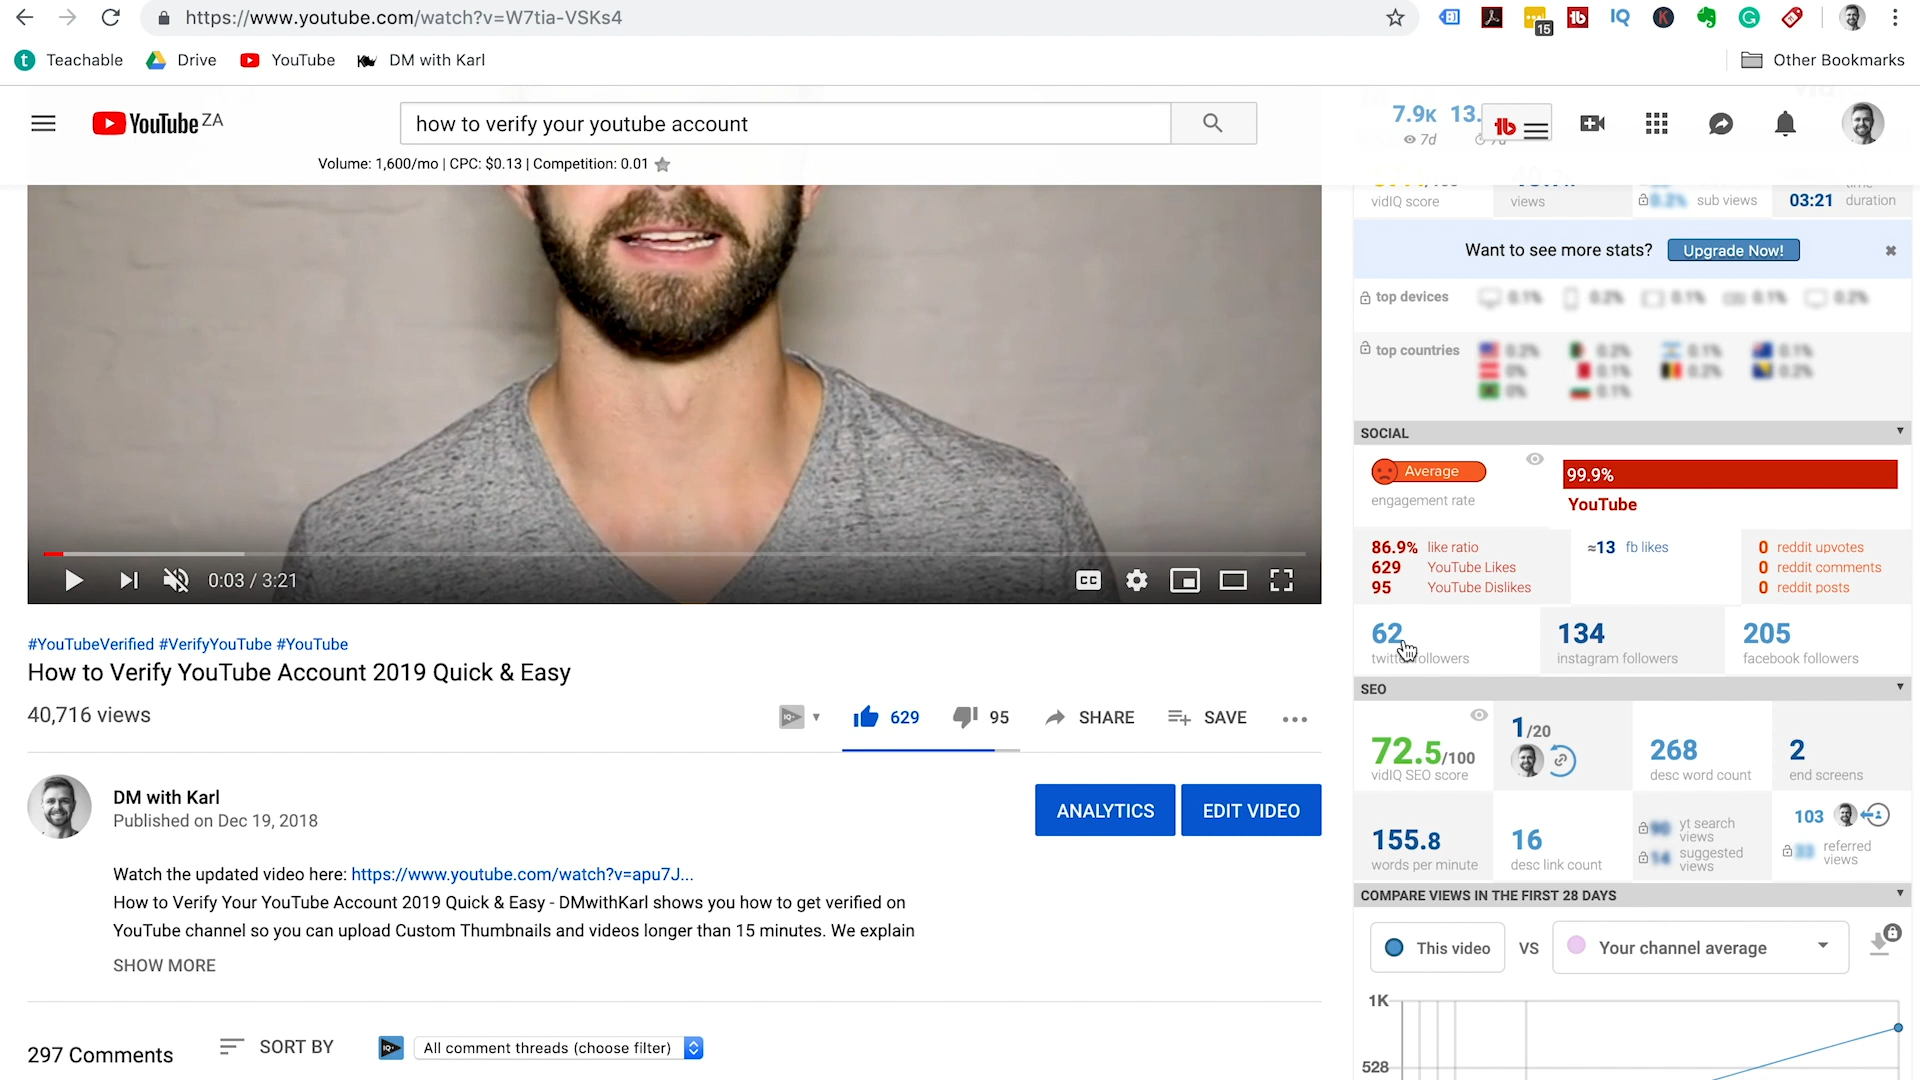 https://www.youtube.com/watch?v=W7tia-VSKs4
15
Teachable
Drive
YouTube
DM with Karl
Other Bookmarks
YouTube ZA
how to verify your youtube account
7.9K 13.
7d
Volume: 1,600/mo | CPC: $0.13 | Competition: 0.01
vidIQ score
views
sub views
03:21 duration
Want to see more stats? Upgrade Now!
top devices
top countries
SOCIAL
Average
engagement rate
99.9%
YouTube
86.9% like ratio
629 YouTube Likes
95 YouTube Dislikes
≈13 fb likes
0 reddit upvotes
0 reddit comments
0 reddit posts
62
134
instagram followers
205
facebook followers
0:03 / 3:21
CC
#YouTubeVerified #VerifyYouTube #YouTube
How to Verify YouTube Account 2019 Quick & Easy
40,716 views
629
95
SHARE
SAVE
SEO
72.5/100
vidIQ SEO score
1/20
268
desc word count
2
end screens
155.8
words per minute
16
desc link count
yt search views
suggested views
103
referred views
DM with Karl
Published on Dec 19, 2018
ANALYTICS
EDIT VIDEO
Watch the updated video here: https://www.youtube.com/watch?v=apu7J...
How to Verify Your YouTube Account 2019 Quick & Easy - DMwithKarl shows you how to get verified on
YouTube channel so you can upload Custom Thumbnails and videos longer than 15 minutes. We explain
SHOW MORE
COMPARE VIEWS IN THE FIRST 28 DAYS
This video
VS
Your channel average
1K
528
297 Comments
SORT BY
All comment threads (choose filter)